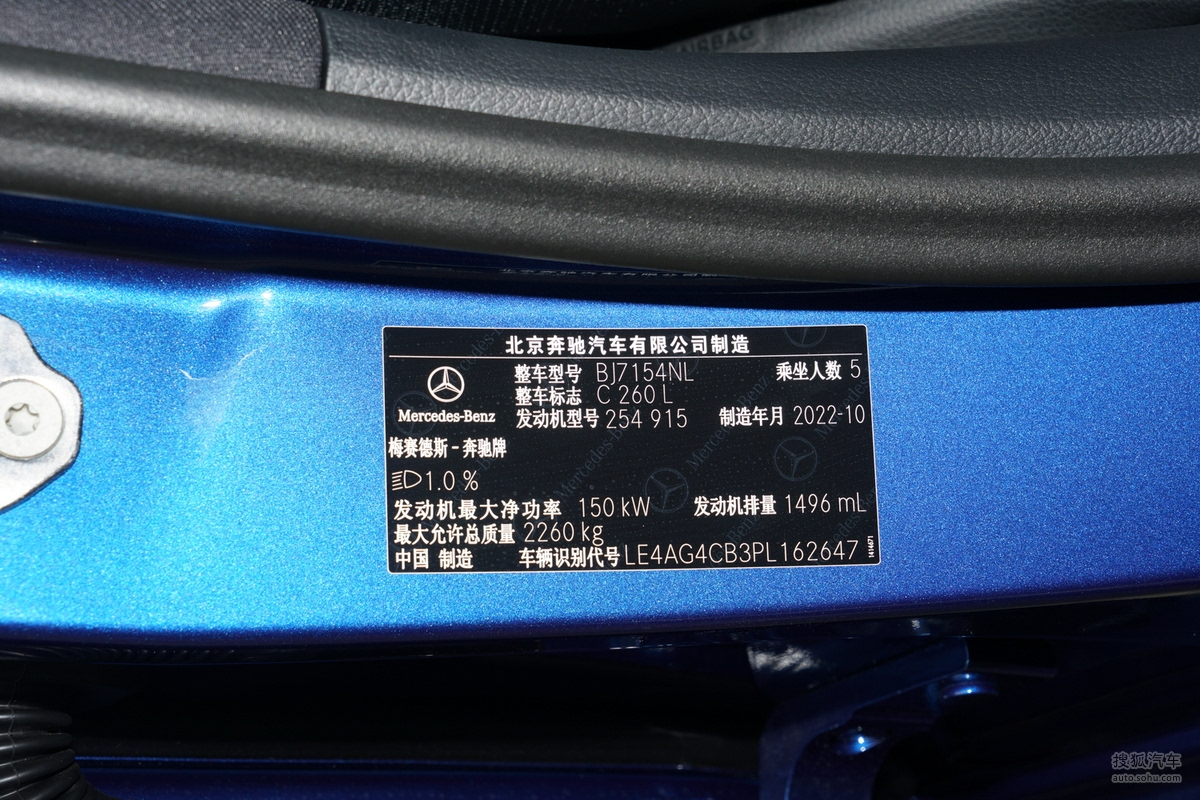 AIRBAG
北京奔驰汽车有限公司制造
整车型号 BJ7154NL 乘坐人数 5
整车标志 C 260 L
Mercedes-Benz 发动机型号 254 915 制造年月 2022-10
梅赛德斯-奔驰牌
1.0 %
发动机最大净功率 150 kW 发动机排量 1496 mL
最大允许总质量 2260 kg
中国 制造 车辆识别代号 LE4AG4CB3PL162647
搜狐汽车
auto.sohu.com